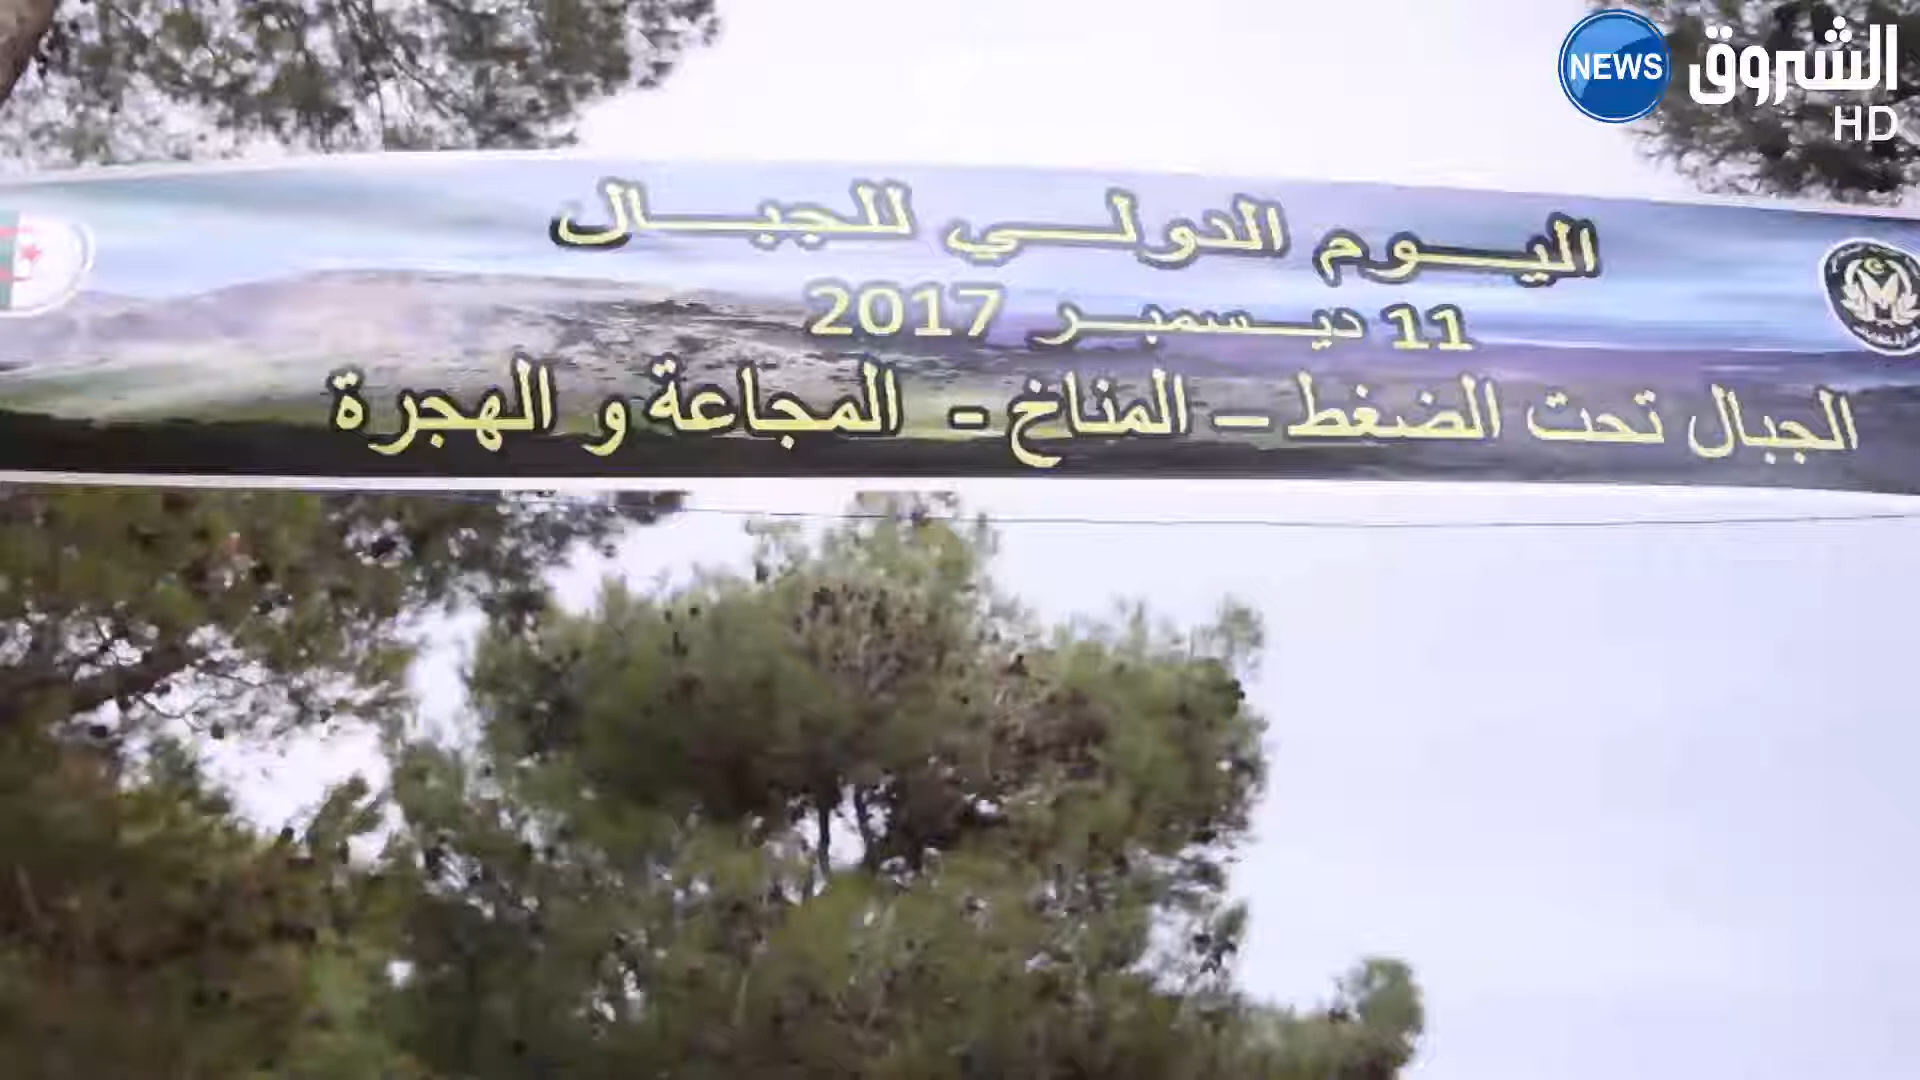 NEWS الشروق
HD
اليوم الدولي للجبال
11 ديسمبر 2017
الجبال تحت الضغط – المناخ - المجاعة و الهجرة